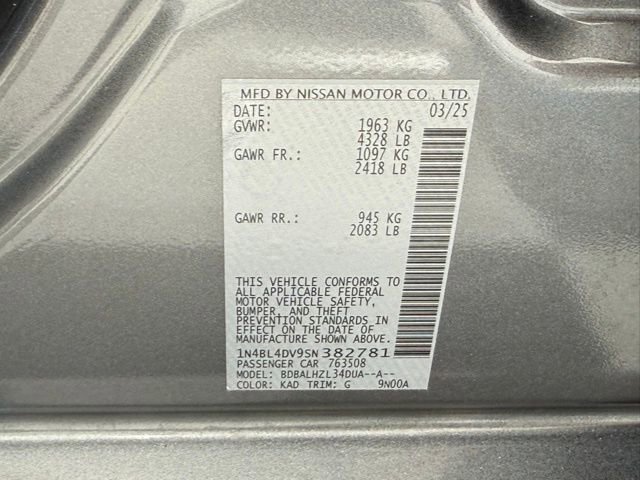 MFD BY NISSAN MOTOR CO., LTD.
DATE: 03/25
GVWR: 1963 KG
4328 LB
GAWR FR.: 1097 KG
2418 LB
GAWR RR.: 945 KG
2083 LB
THIS VEHICLE CONFORMS TO
ALL APPLICABLE FEDERAL
MOTOR VEHICLE SAFETY,
BUMPER, AND THEFT
PREVENTION STANDARDS IN
EFFECT ON THE DATE OF
MANUFACTURE SHOWN ABOVE.
1N4BL4DV9SN382781
PASSENGER CAR 763508
MODEL: BDBALHZL34DUA--A--
COLOR: KAD TRIM: G 9N00A